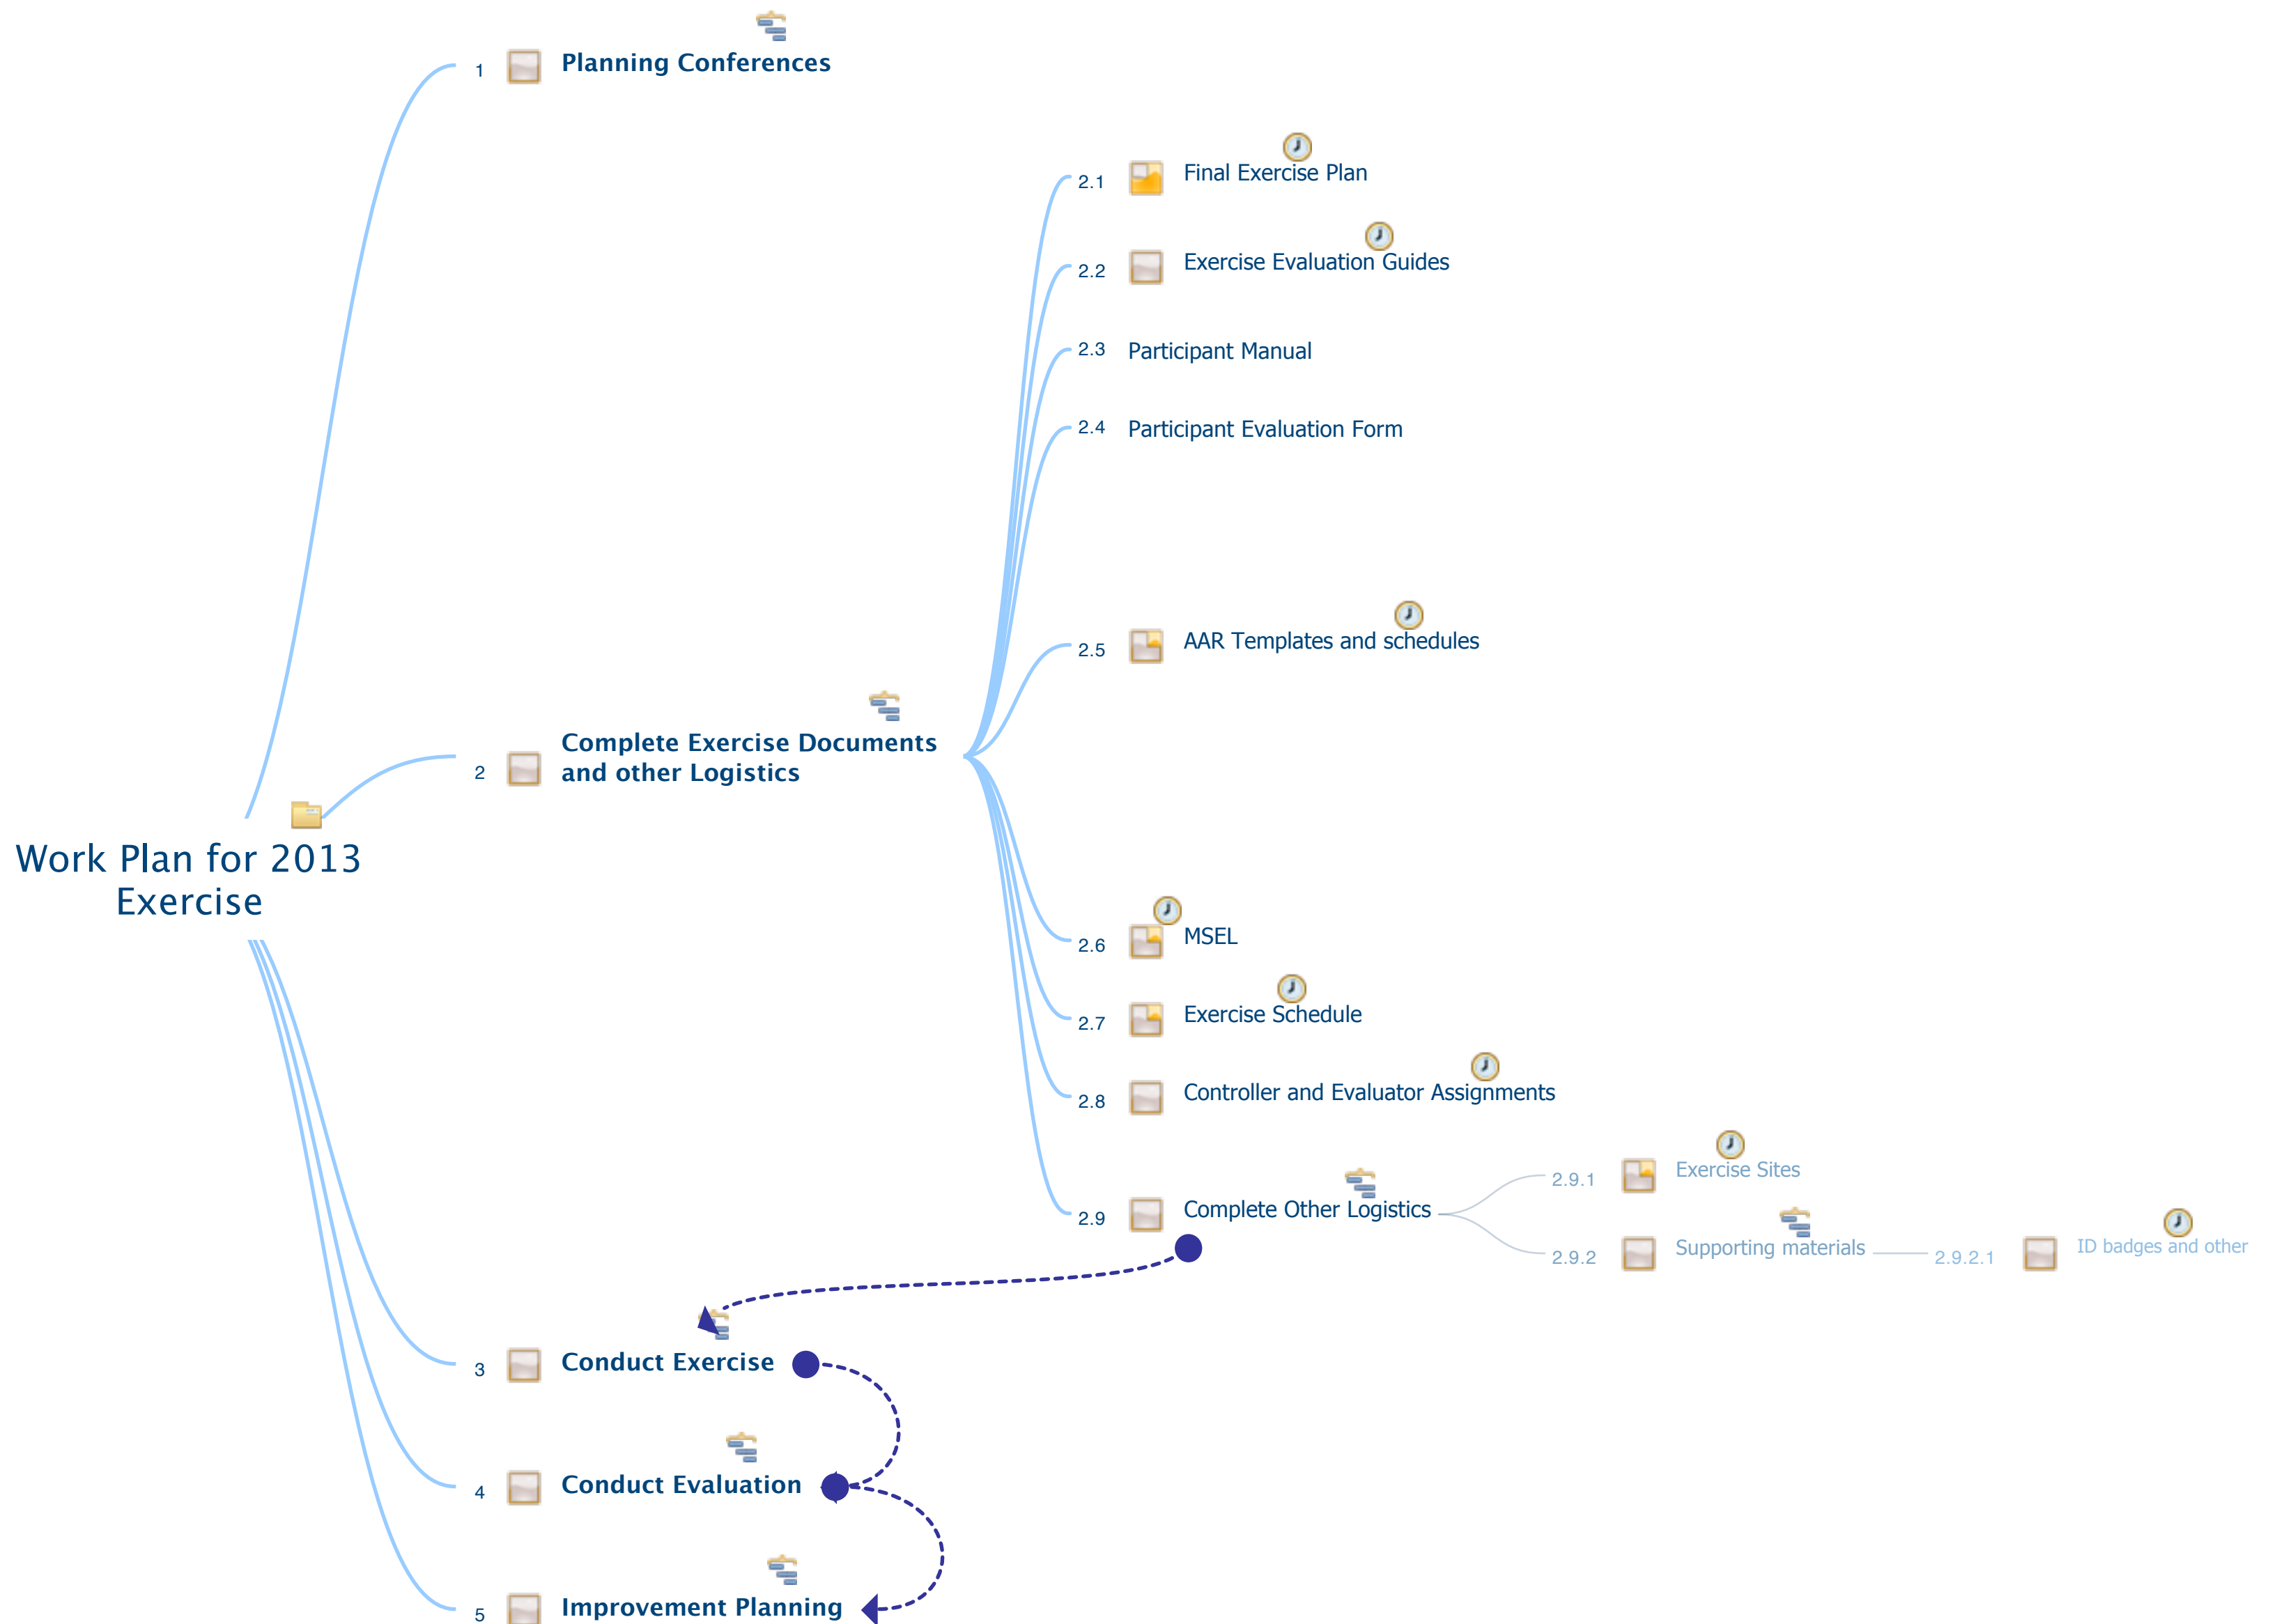 1 Planning Conferences
2.1 Final Exercise Plan
2.2 Exercise Evaluation Guides
2.3 Participant Manual
2.4 Participant Evaluation Form
2.5 AAR Templates and schedules
2 Complete Exercise Documents
and other Logistics
Work Plan for 2013
Exercise
2.6 MSEL
2.7 Exercise Schedule
2.8 Controller and Evaluator Assignments
2.9 Complete Other Logistics
2.9.1 Exercise Sites
2.9.2 Supporting materials
2.9.2.1 ID badges and other
3 Conduct Exercise
4 Conduct Evaluation
5 Improvement Planning